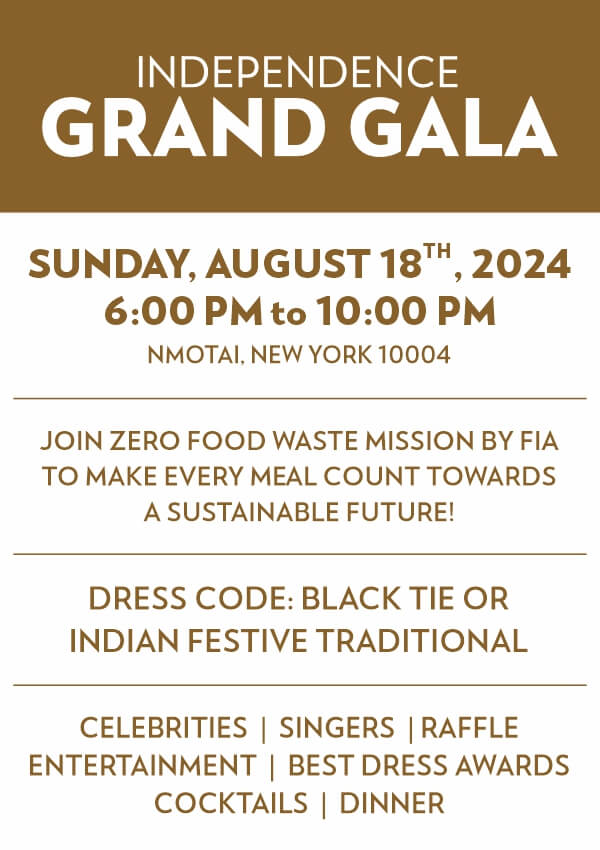 INDEPENDENCE
GRAND GALA
SUNDAY, AUGUST 18TH, 2024
6:00 PM to 10:00 PM
NMOTAI, NEW YORK 10004
JOIN ZERO FOOD WASTE MISSION BY FIA
TO MAKE EVERY MEAL COUNT TOWARDS
A SUSTAINABLE FUTURE!
DRESS CODE: BLACK TIE OR
INDIAN FESTIVE TRADITIONAL
CELEBRITIES | SINGERS | RAFFLE
ENTERTAINMENT | BEST DRESS AWARDS
COCKTAILS | DINNER